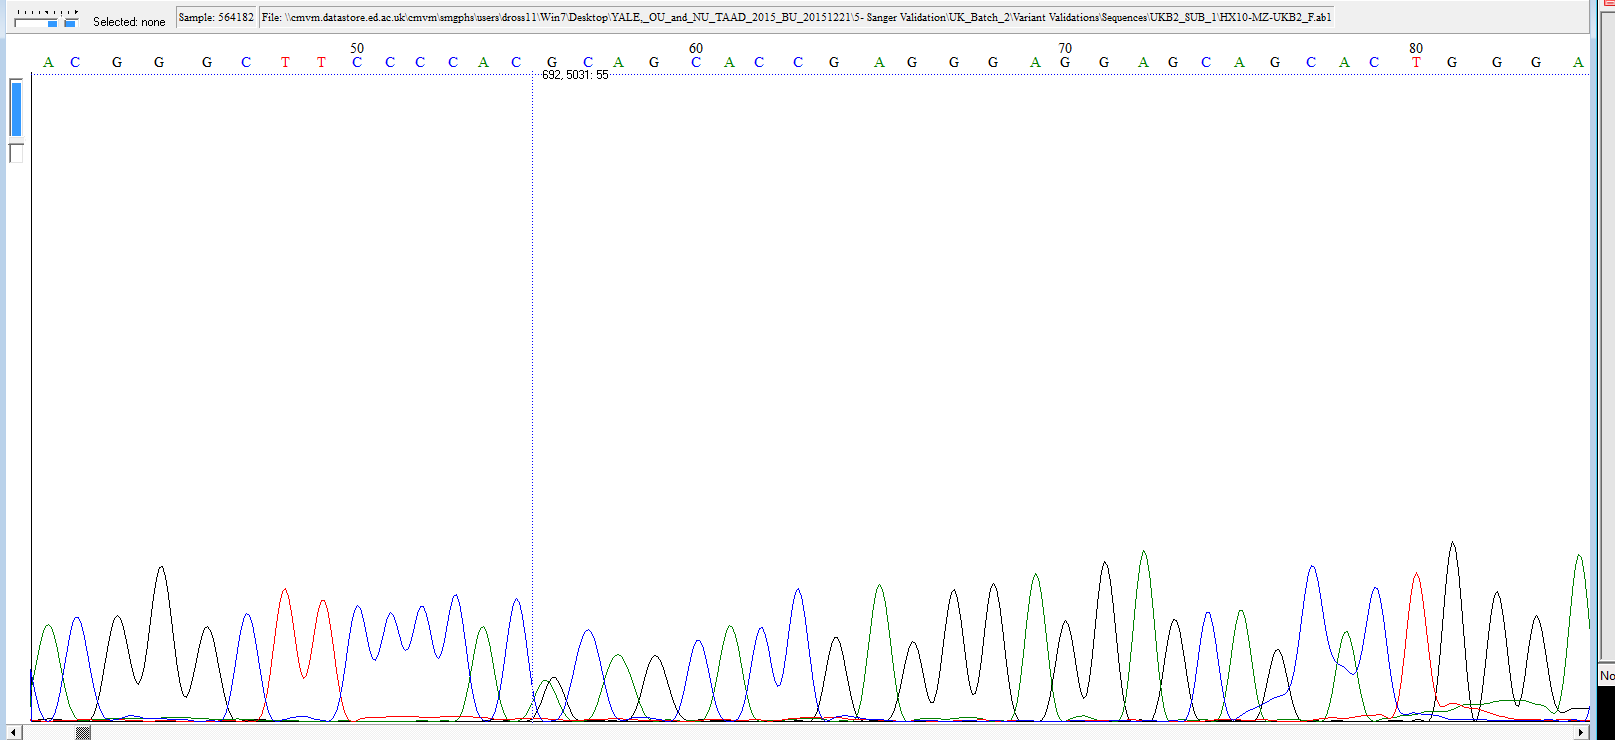 Selected: none
Sample: 564182
File: \\cmvm.datastore.ed.ac.uk\cmvm\smgphs\users\dross11\Win7\Desktop\YALE,_OU_and_NU_TAAD_2015_BU_20151221\5- Sanger Validation\UK_Batch_2\Variant Validations\Sequences\UKB2_SUB_1\HX10-MZ-UKB2_F.ab1
50 60 70 80
A C G G G C T T C C C C A C G C A G C A C C G A G G G A G G A G C A G C A C T G G G A
692, 5031: 55
No